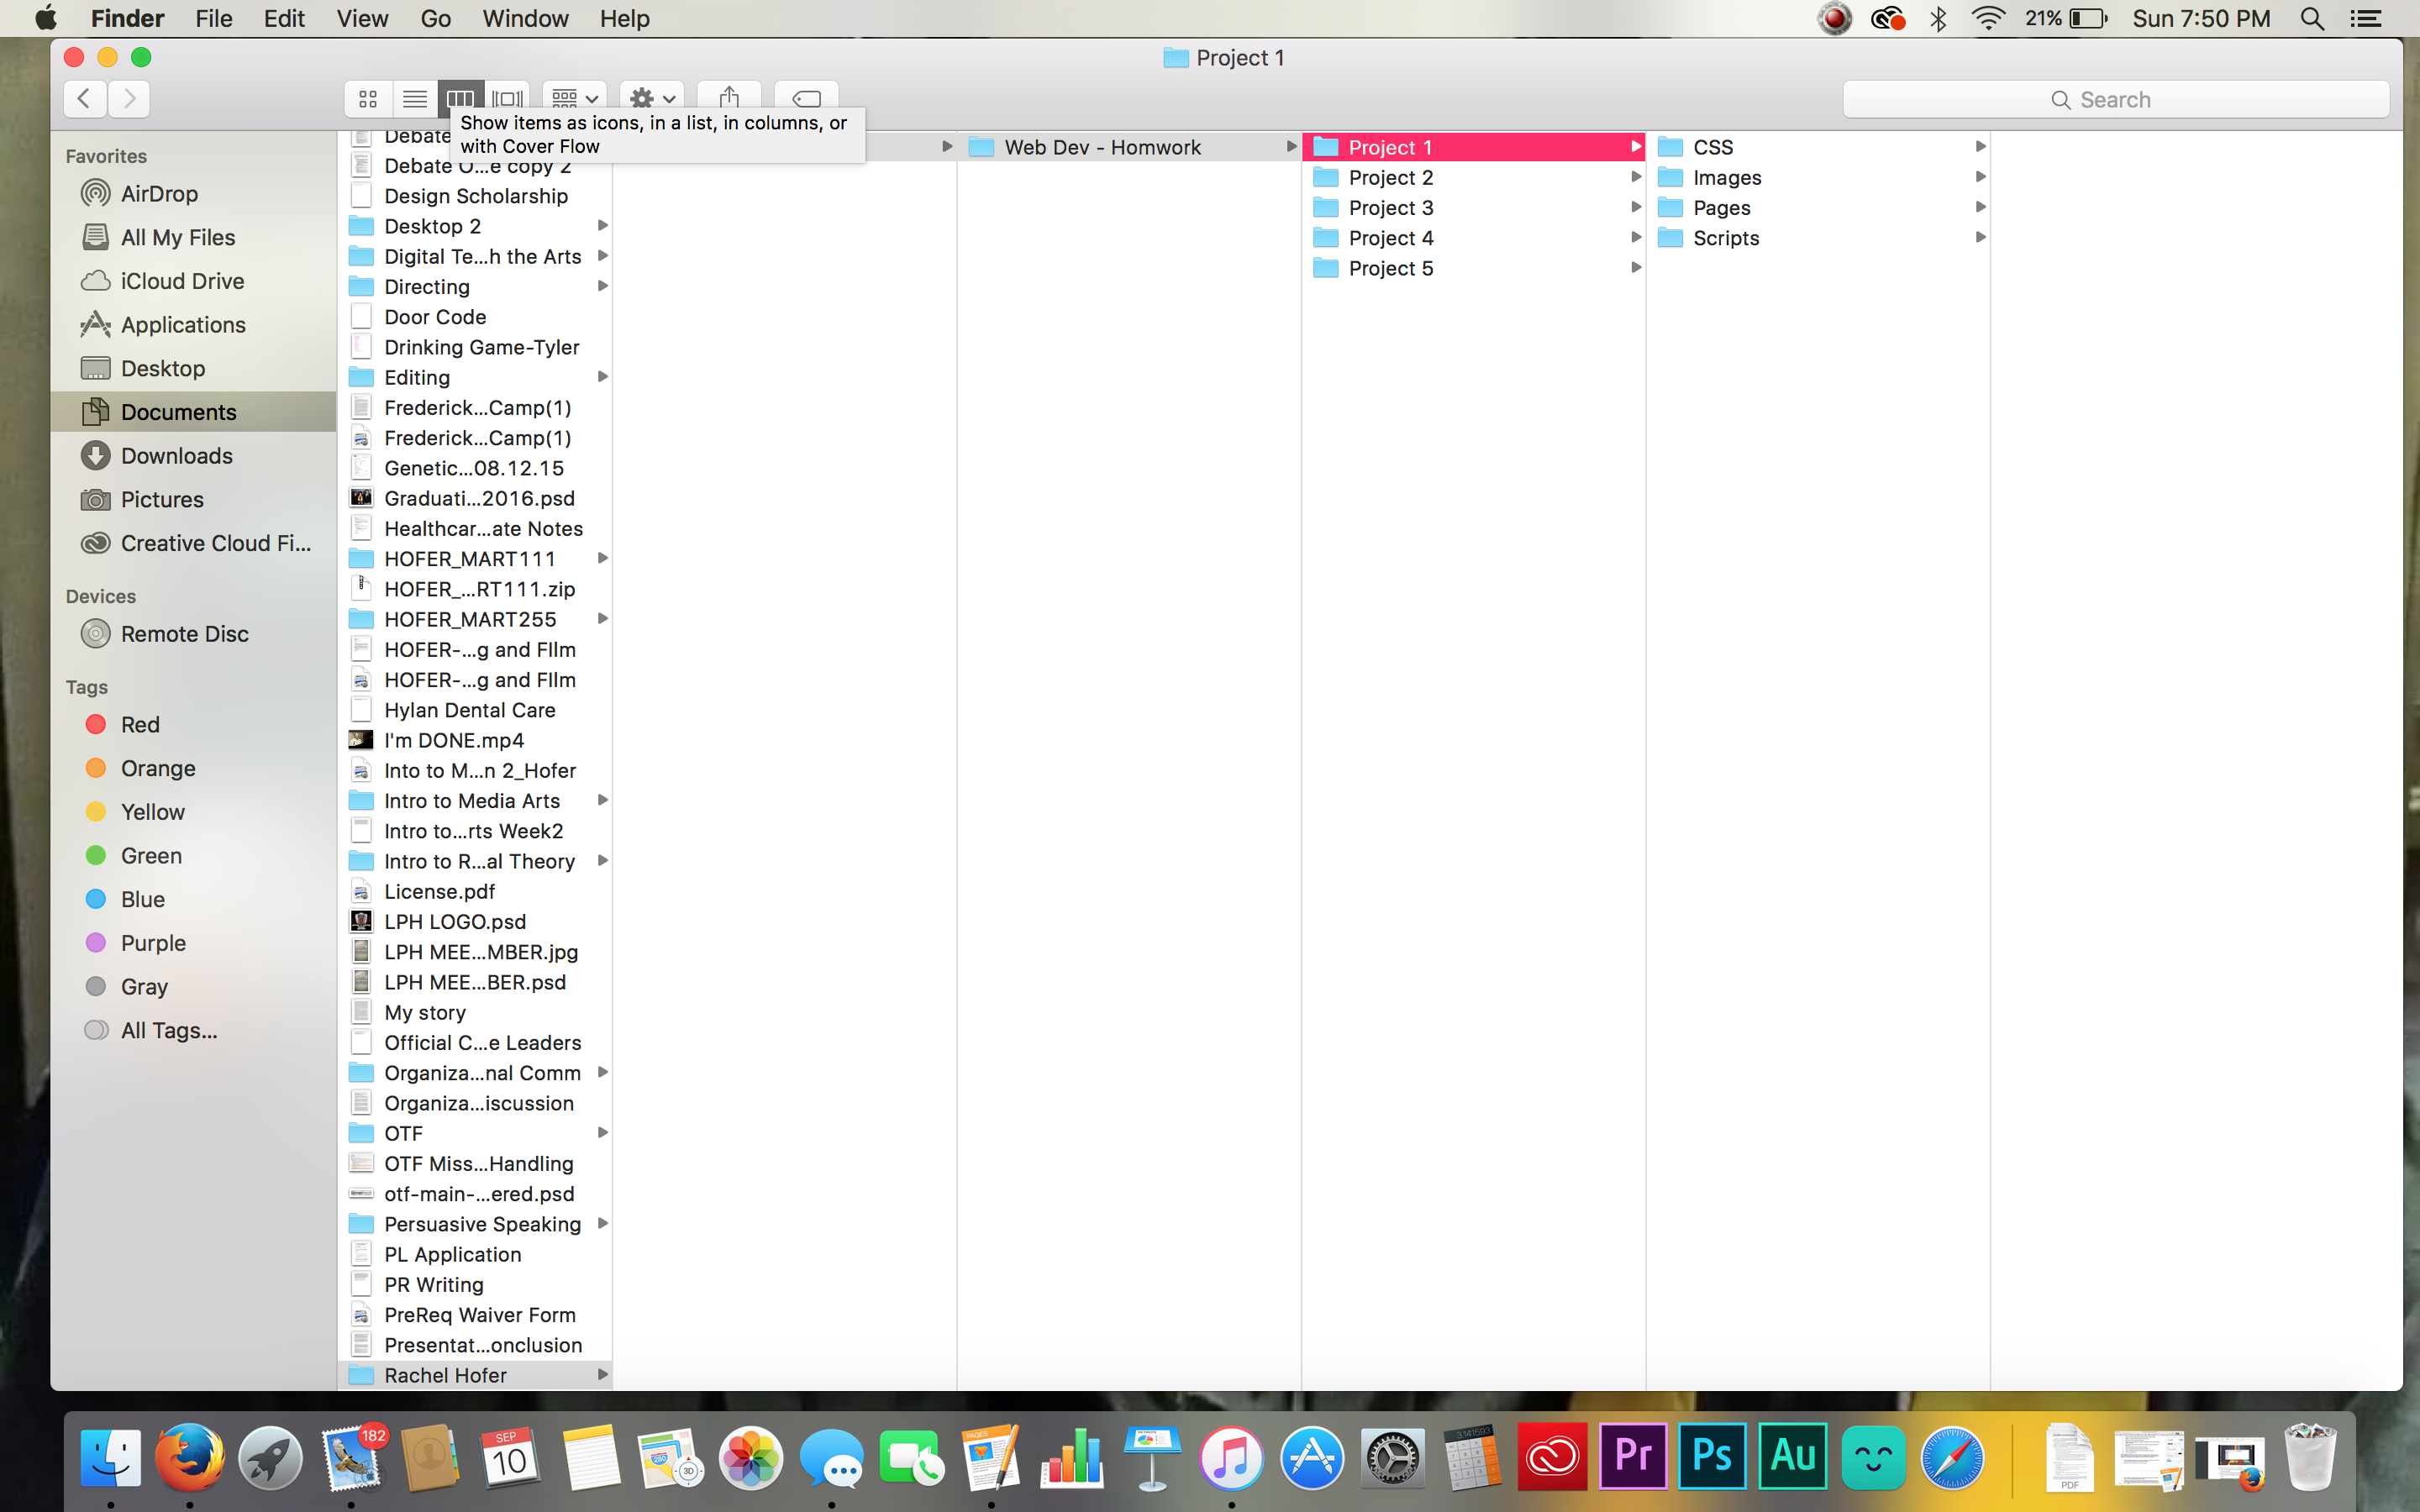 Finder File Edit View Go Window Help 21% Sun 7:50 PM
Project 1
Search
Show items as icons, in a list, in columns, or
with Cover Flow
Favorites
AirDrop
All My Files
iCloud Drive
Applications
Desktop
Documents
Downloads
Pictures
Creative Cloud Fi...
Devices
Remote Disc
Tags
Red
Orange
Yellow
Green
Blue
Purple
Gray
All Tags...
Debate
Debate O...e copy 2
Design Scholarship
Desktop 2
Digital Te...h the Arts
Directing
Door Code
Drinking Game-Tyler
Editing
Frederick...Camp(1)
Frederick...Camp(1)
Genetic...08.12.15
Graduati...2016.psd
Healthcar...ate Notes
HOFER_MART111
HOFER_...RT111.zip
HOFER_MART255
HOFER-...g and FIlm
HOFER-...g and FIlm
Hylan Dental Care
I'm DONE.mp4
Into to M...n 2_Hofer
Intro to Media Arts
Intro to...rts Week2
Intro to R...al Theory
License.pdf
LPH LOGO.psd
LPH MEE...MBER.jpg
LPH MEE...BER.psd
My story
Official C...e Leaders
Organiza...nal Comm
Organiza...iscussion
OTF
OTF Miss...Handling
otf-main-...ered.psd
Persuasive Speaking
PL Application
PR Writing
PreReq Waiver Form
Presentat...onclusion
Rachel Hofer
Web Dev - Homwork
Project 1
Project 2
Project 3
Project 4
Project 5
CSS
Images
Pages
Scripts
182
SEP
10
280
3D
PAGES
3.141593
Pr
Ps
Au
PDF